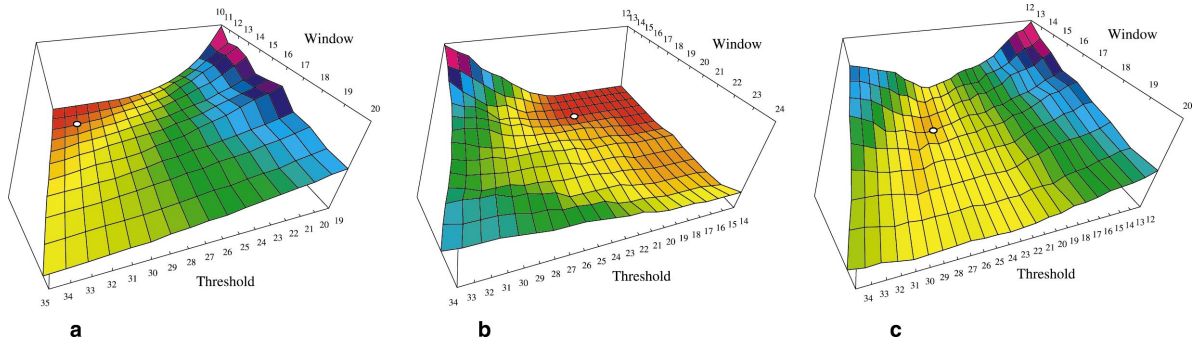 10 11 12 13 14 15 16 17 18 19 20
Window
35 34 33 32 31 30 29 28 27 26 25 24 23 22 21 20 19
Threshold
a
12 13 14 15 16 17 18 19 20 21 22 23 24
Window
34 33 32 31 30 29 28 27 26 25 24 23 22 21 20 19 18 17 16 15 14
Threshold
b
12 13 14 15 16 17 18 19 20
Window
34 33 32 31 30 29 28 27 26 25 24 23 22 21 20 19 18 17 16 15 14 13 12
Threshold
c